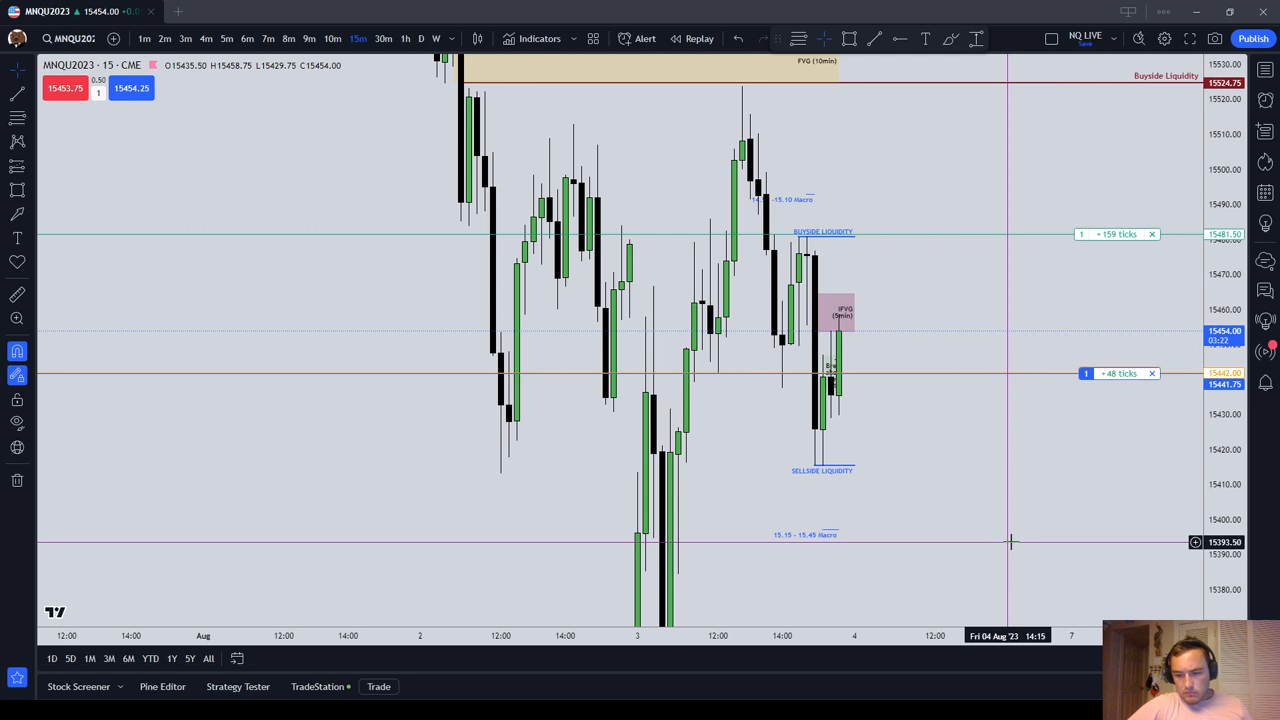 MNQU2023 ▲ 15454.00 +0.0
MNQU202 1m 2m 3m 4m 5m 6m 7m 8m 9m 10m 15m 30m 1h D W Indicators Alert Replay NQ LIVE Save Publish
MNQU2023 · 15 · CME O15435.50 H15458.75 L15429.75 C15454.00
15453.75 0.50 1 15454.25
FVG (10min)
Buyside Liquidity
15530.00
15524.75
15520.00
15510.00
15500.00
15490.00
-15.10 Macro
BUYSIDE LIQUIDITY
1 +159 ticks
15481.50
15470.00
15460.00
IFVG
(5min)
15454.00
03:22
1 +48 ticks
15442.00
15441.75
15430.00
15420.00
SELLSIDE LIQUIDITY
15410.00
15400.00
15.15 - 15.45 Macro
15393.50
15390.00
15380.00
12:00 14:00 Aug 12:00 14:00 2 12:00 14:00 3 12:00 14:00 4 12:00 Fri 04 Aug '23 14:15 7
1D 5D 1M 3M 6M YTD 1Y 5Y All
Stock Screener Pine Editor Strategy Tester TradeStation Trade